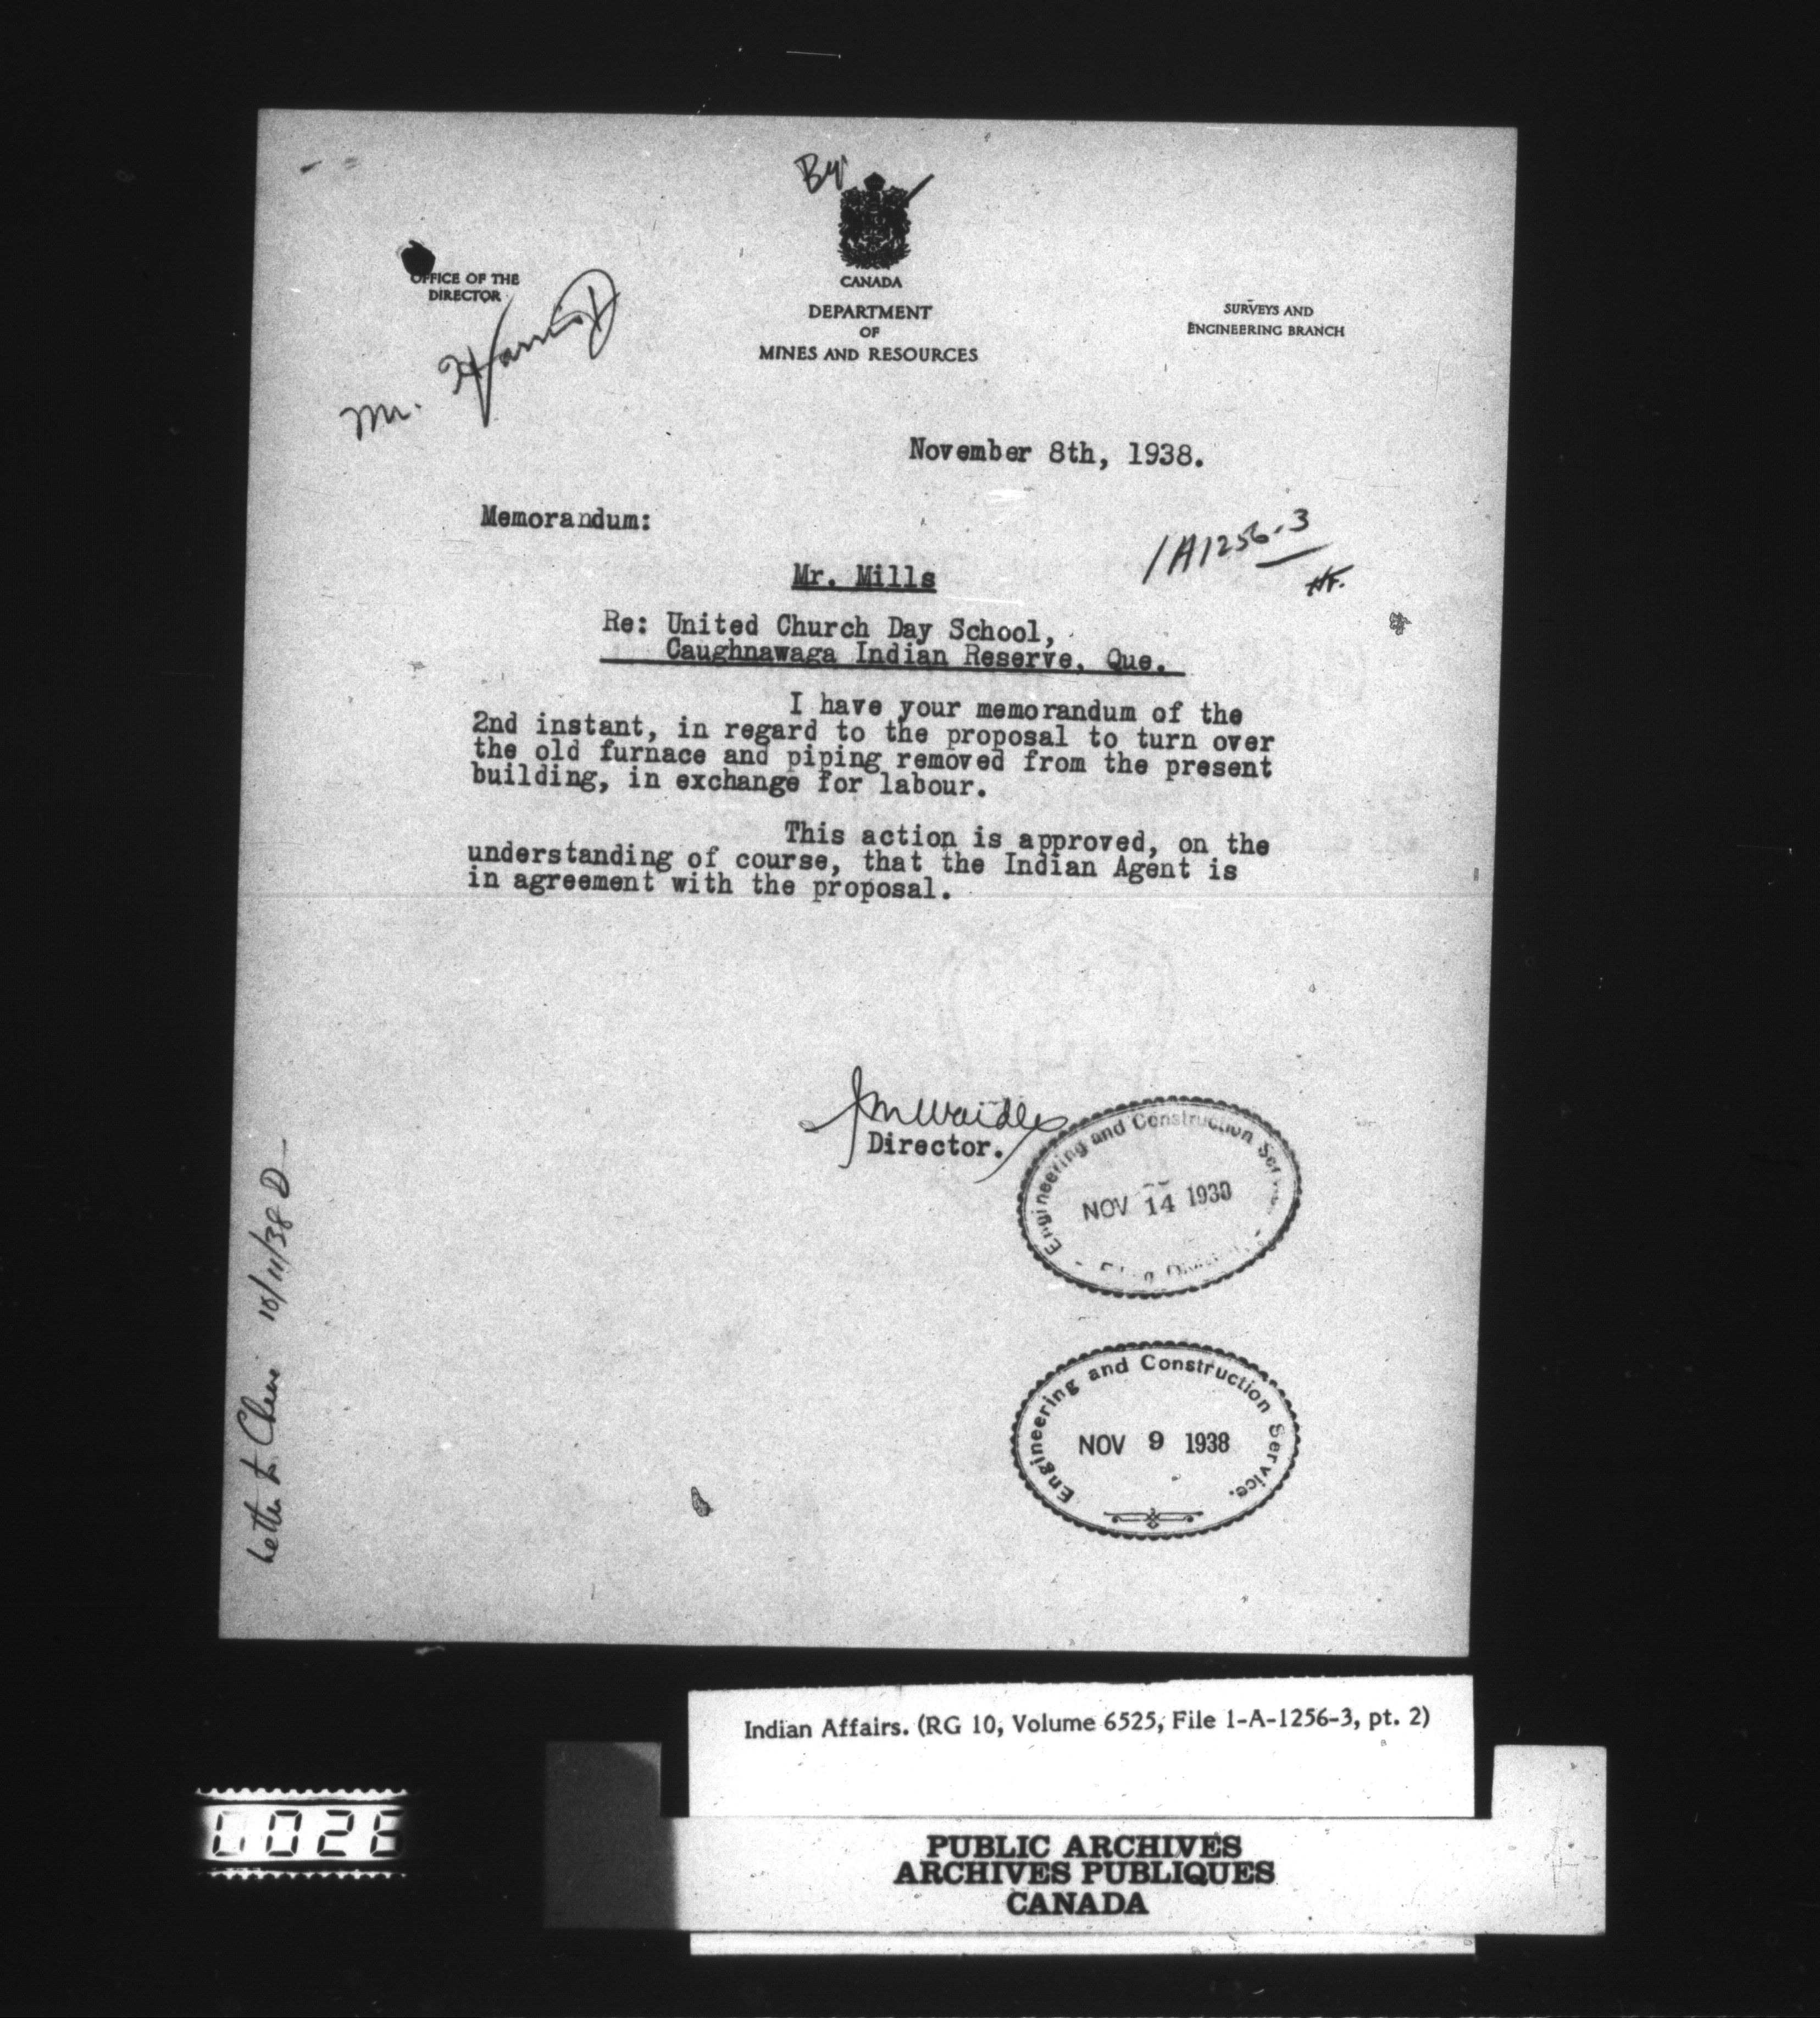 By
OFFICE OF THE
DIRECTOR
CANADA
DEPARTMENT
OF
MINES AND RESOURCES
SURVEYS AND
ENGINEERING BRANCH
Mr. Harris
November 8th, 1938.
Memorandum:
1A1256-3
Mr. Mills
Re: United Church Day School,
Caughnawaga Indian Reserve, Que.
I have your memorandum of the
2nd instant, in regard to the proposal to turn over
the old furnace and piping removed from the present
building, in exchange for labour.
This action is approved, on the
understanding of course, that the Indian Agent is
in agreement with the proposal.
Director.
Engineering and Construction
NOV 14 1938
Engineering and Construction Service.
NOV 9 1938
Letter to 10/11/38 D
Indian Affairs. (RG 10, Volume 6525, File 1-A-1256-3, pt. 2)
PUBLIC ARCHIVES
ARCHIVES PUBLIQUES
CANADA